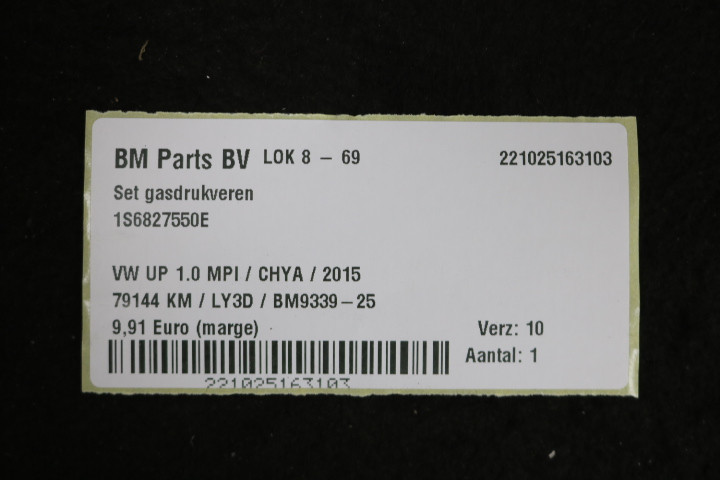 BM Parts BV LOK 8 - 69 221025163103
Set gasdrukveren
1S6827550E
VW UP 1.0 MPI / CHYA / 2015
79144 KM / LY3D / BM9339-25
9,91 Euro (marge) Verz: 10
Aantal: 1
221025163103